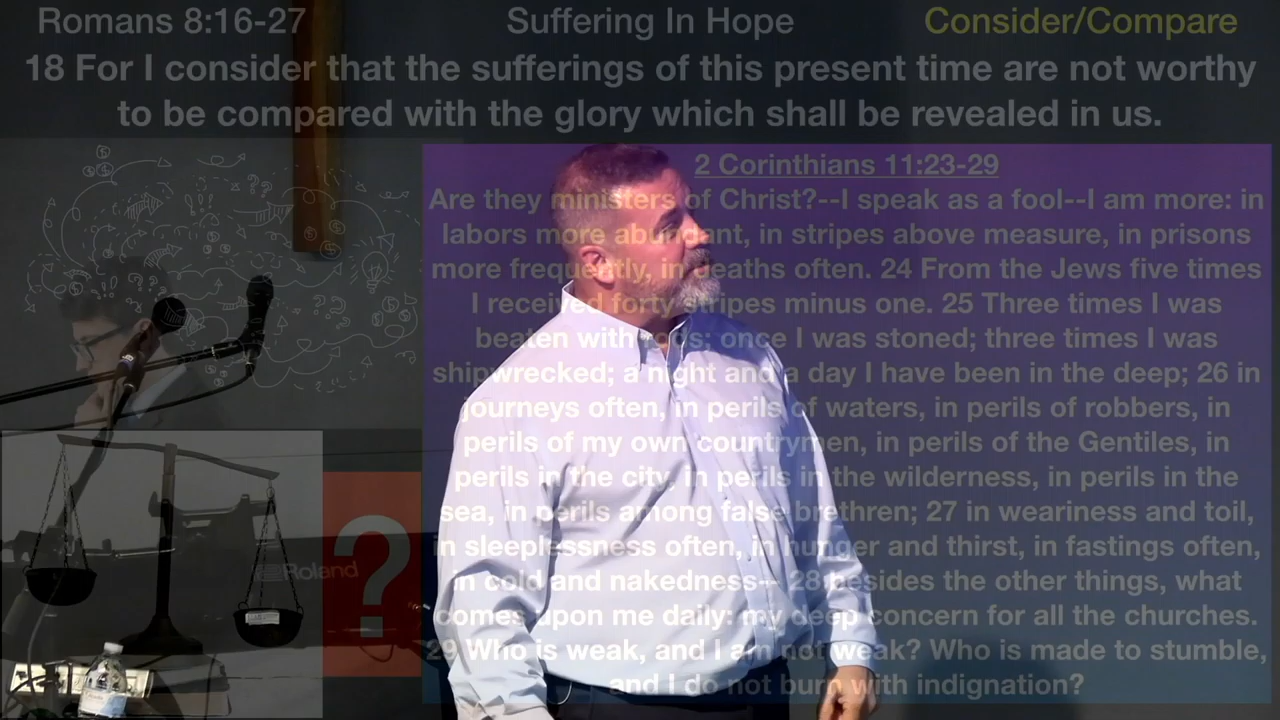 Romans 8:16-27 Suffering In Hope Consider/Compare
18 For I consider that the sufferings of this present time are not worthy
to be compared with the glory which shall be revealed in us.
2 Corinthians 11:23-29
Are they ministers of Christ?--I speak as a fool--I am more: in
labors more abundant, in stripes above measure, in prisons
more frequently, in deaths often. 24 From the Jews five times
I received forty stripes minus one. 25 Three times I was
beaten with rods; once I was stoned; three times I was
shipwrecked; a night and a day I have been in the deep; 26 in
journeys often, in perils of waters, in perils of robbers, in
perils of my own countrymen, in perils of the Gentiles, in
perils in the city, in perils in the wilderness, in perils in the
sea, in perils among false brethren; 27 in weariness and toil,
in sleeplessness often, in hunger and thirst, in fastings often,
in cold and nakedness-- 28 besides the other things, what
comes upon me daily: my deep concern for all the churches.
29 Who is weak, and I am not weak? Who is made to stumble,
and I do not burn with indignation?
?
Roland